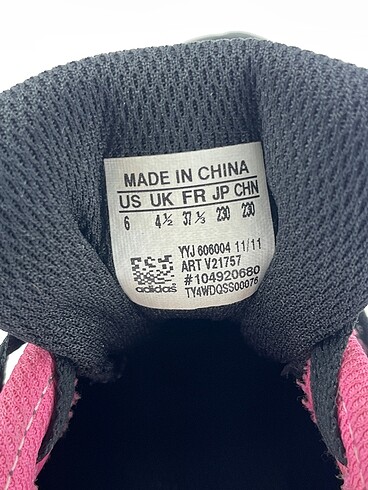 MADE IN CHINA
US UK FR JP CHN
6 4½ 37⅓ 230 230
YYJ 606004 11/11
ART V21757
#104920680
TY4WDQSS00076
adidas